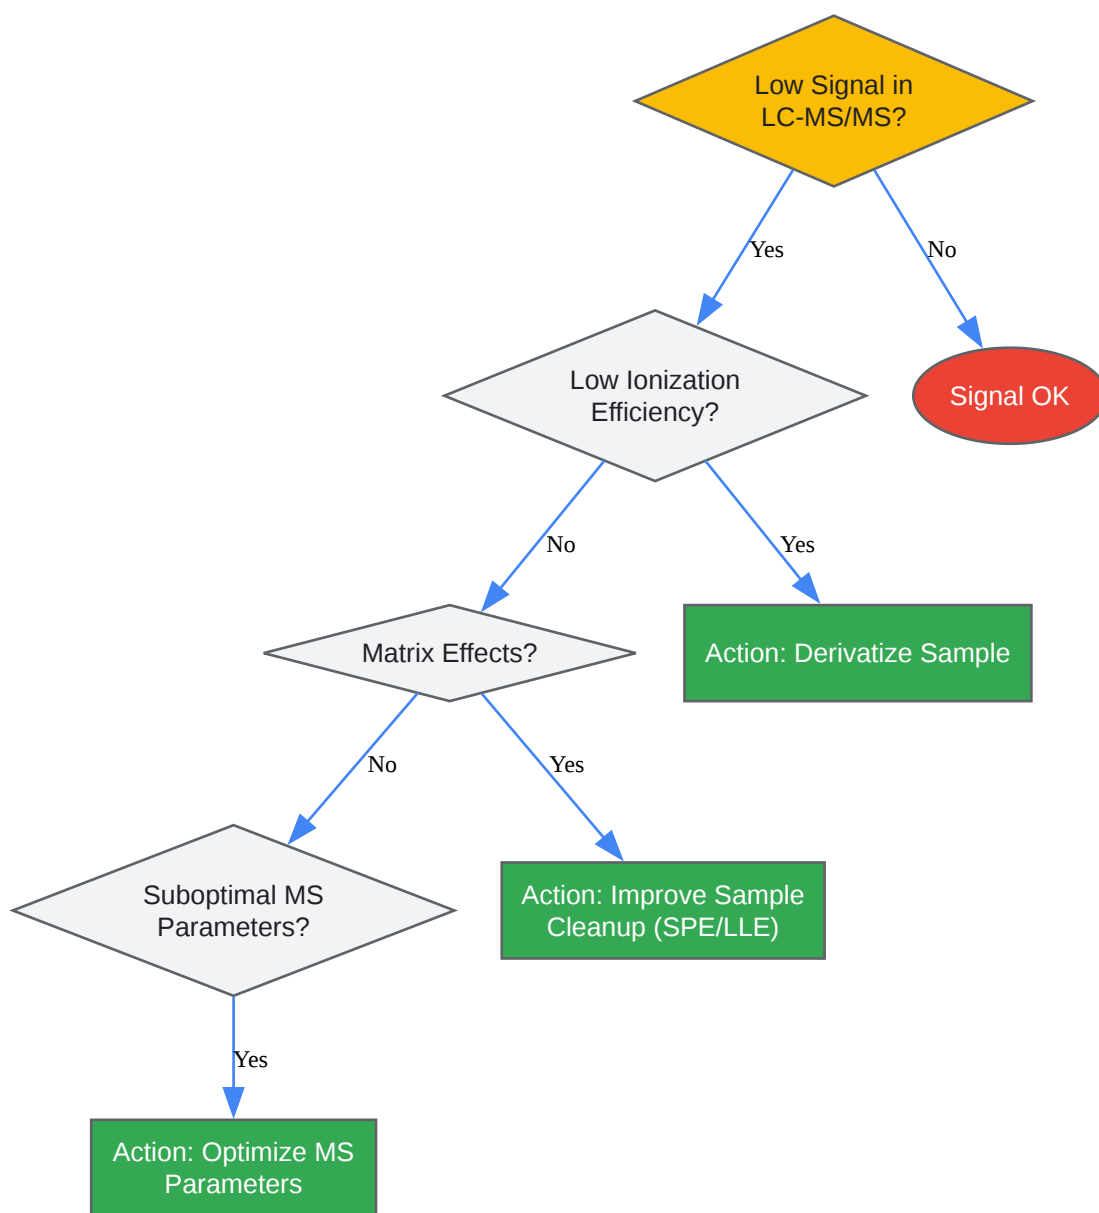 Low Signal in
LC-MS/MS?
Yes
No
Low Ionization
Efficiency?
Signal OK
No
Yes
Matrix Effects?
Action: Derivatize Sample
No
Yes
Suboptimal MS
Parameters?
Action: Improve Sample
Cleanup (SPE/LLE)
Yes
Action: Optimize MS
Parameters